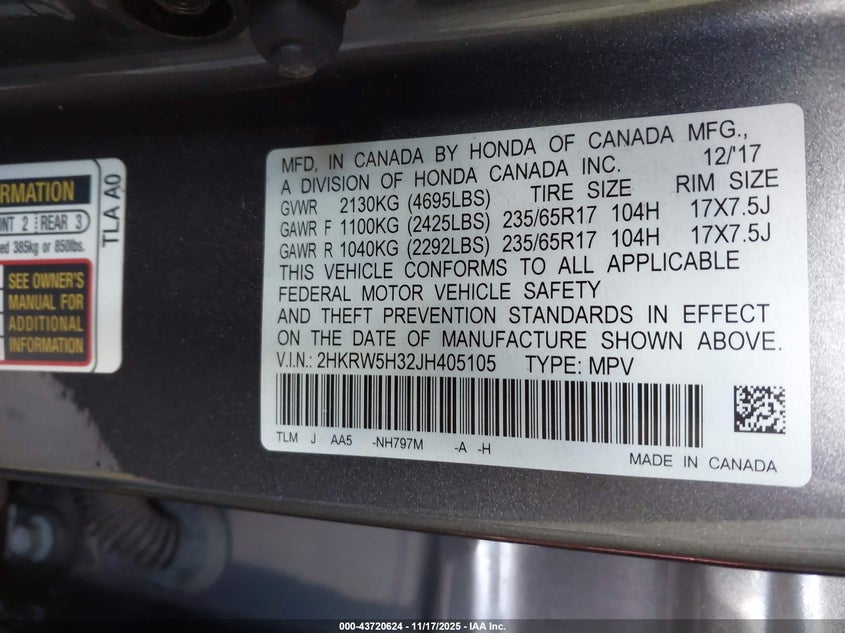 RMATION
NT 2 REAR 3
ed 385kg or 850lbs.
SEE OWNER'S
MANUAL FOR
ADDITIONAL
INFORMATION
TLA A0
MFD, IN CANADA BY HONDA OF CANADA MFG.,
A DIVISION OF HONDA CANADA INC. 12/'17
GVWR 2130KG (4695LBS) TIRE SIZE RIM SIZE
GAWR F 1100KG (2425LBS) 235/65R17 104H 17X7.5J
GAWR R 1040KG (2292LBS) 235/65R17 104H 17X7.5J
THIS VEHICLE CONFORMS TO ALL APPLICABLE
FEDERAL MOTOR VEHICLE SAFETY
AND THEFT PREVENTION STANDARDS IN EFFECT
ON THE DATE OF MANUFACTURE SHOWN ABOVE.
V.I.N.: 2HKRW5H32JH405105 TYPE: MPV
TLM J AA5 -NH797M -A -H
MADE IN CANADA
000-43720624 - 11/17/2025 - IAA Inc.